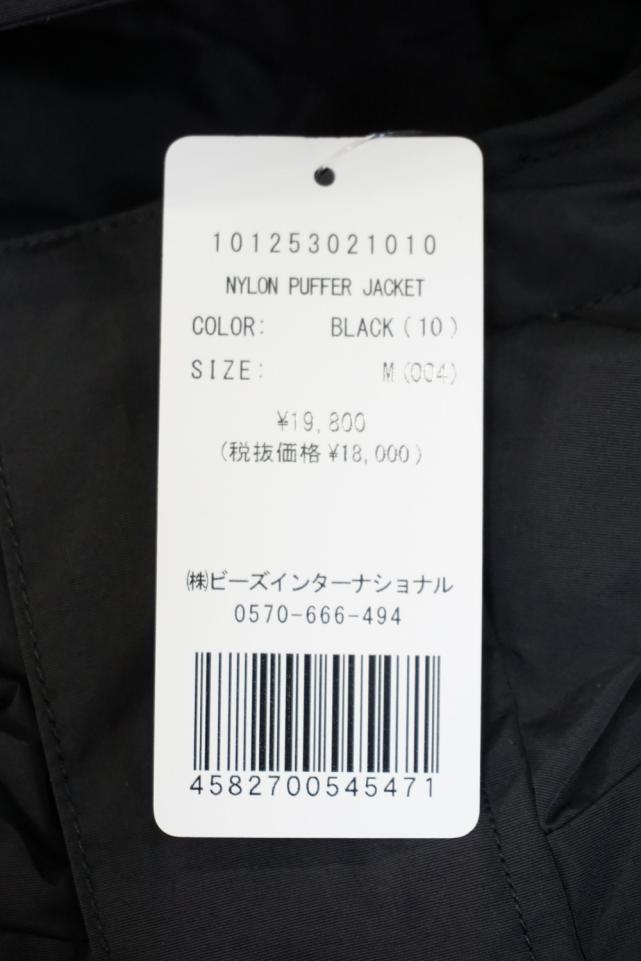 101253021010
NYLON PUFFER JACKET
COLOR: BLACK(10)
SIZE: M(004)
¥19,800
(税抜価格¥18,000)
㈱ビーズインターナショナル
0570-666-494
4582700545471